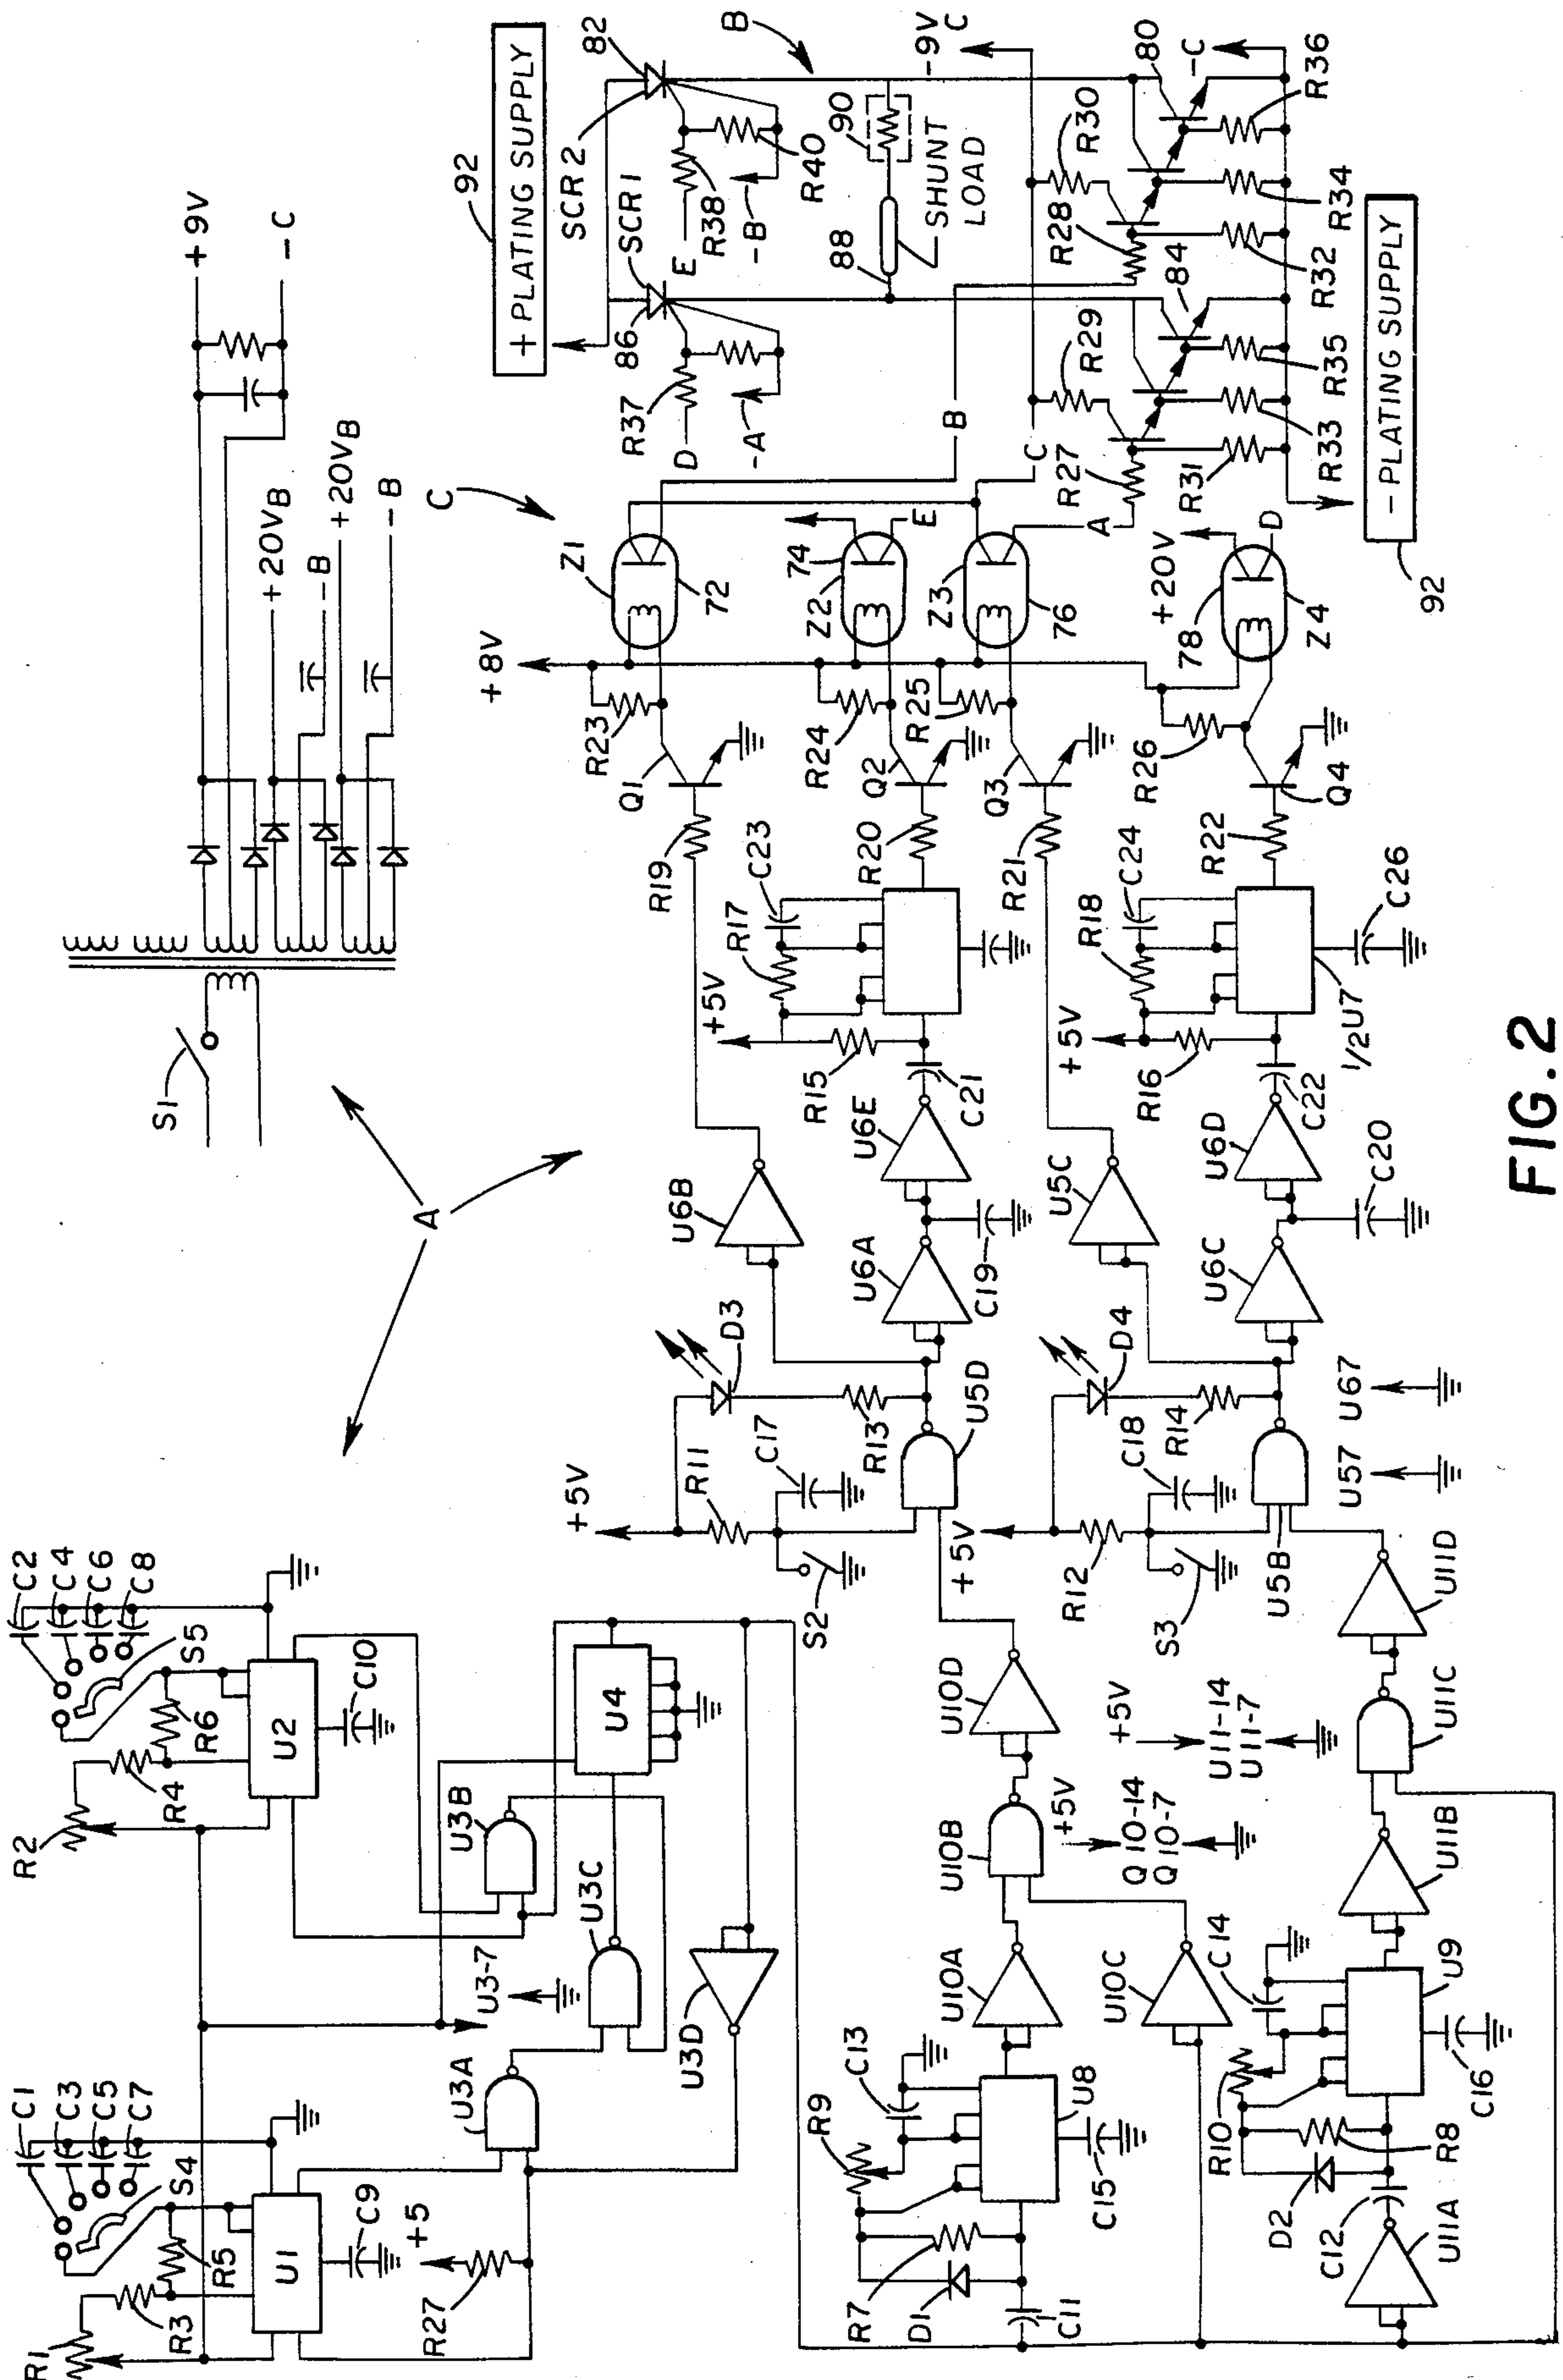 92
+ PLATING SUPPLY
82
SCR 2
SCR 1
86
B
E
R38
-B
R40
90
-9V
C
88
SHUNT
LOAD
R37
D
-A
B
C
R30
R28
80
-C
R36
R34
R32
84
R29
R27
R35
R33
R31
A
- PLATING SUPPLY
92
+9V
-C
+20VB
-B
+20VB
-B
C
S1
A
+8V
Z1
72
74
Z2
E
Z3
76
+20V
78
D
Z4
R23
R24
R25
R26
Q1
Q2
Q3
Q4
R19
R20
R21
R22
C23
R17
+5V
R15
C21
C24
R18
+5V
R16
C22
1/2U7
C26
U6B
U6E
U6A
C19
U5C
U6D
U6C
C20
+5V
D3
R11
C17
R13
U5D
S2
+5V
D4
R12
C18
R14
U5B
S3
U57
U67
C2
C4
C6
C8
S5
R6
R4
R2
U2
C10
U4
U3B
U3C
U3-7
U3D
U3A
C1
C3
C5
C7
S4
R5
R3
R1
U1
C9
+5
R27
U10D
U10B
+5V
Q10-14
Q10-7
+5V
U11-14
U11-7
U11D
U11C
U11B
U10A
U10C
C13
R9
U8
C15
R7
D1
C11
C14
R10
U9
C16
R8
D2
C12
U11A
FIG.2